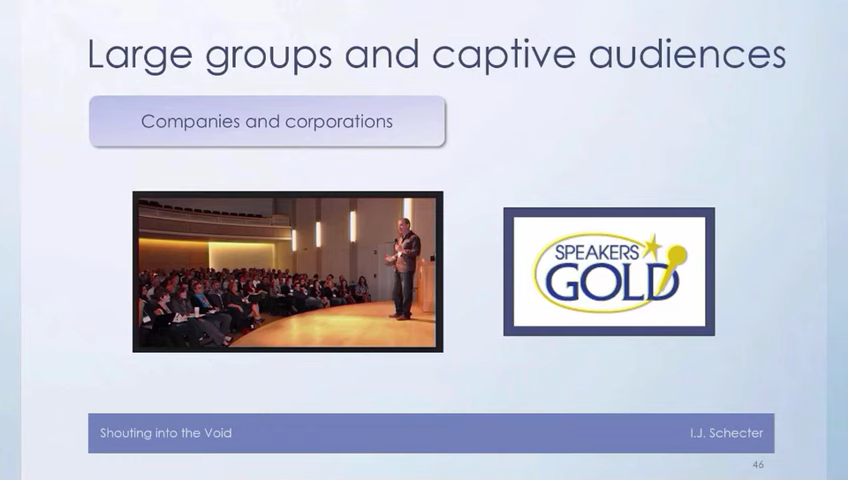 Large groups and captive audiences
Companies and corporations
SPEAKERS
GOLD
Shouting into the Void
I.J. Schecter
46